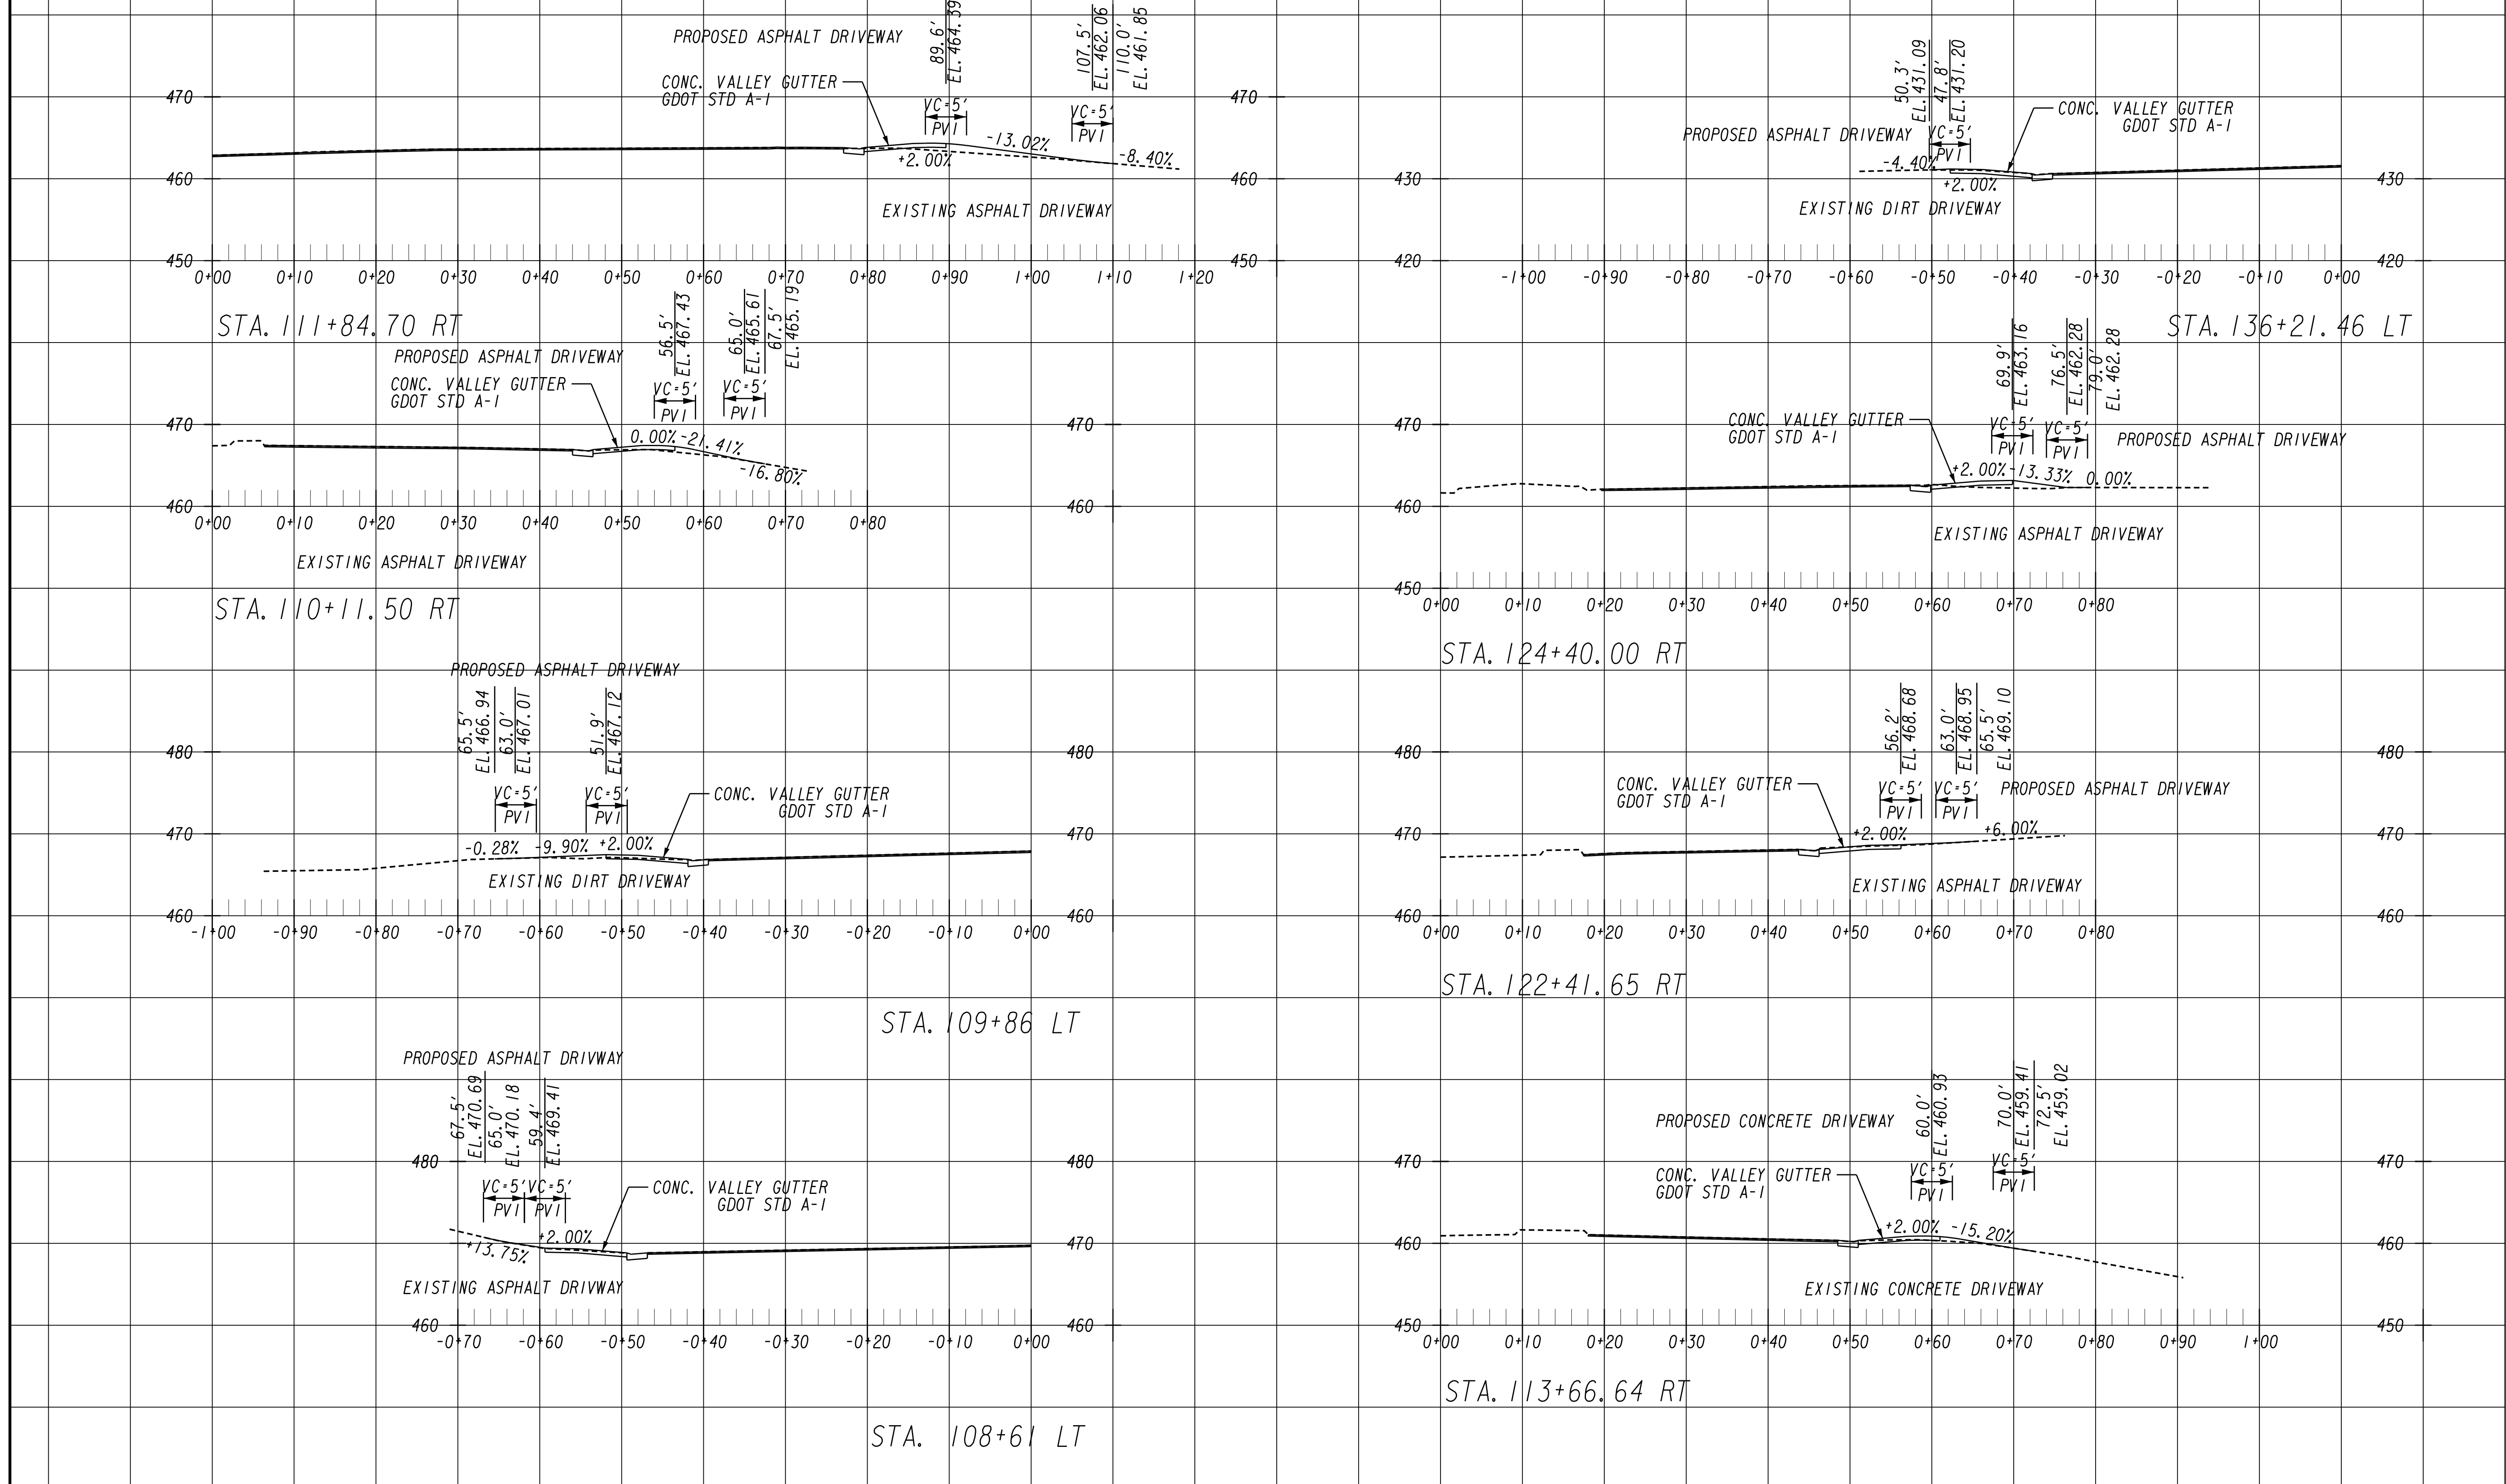 PROPOSED ASPHALT DRIVEWAY
CONC. VALLEY GUTTER
GDOT STD A-1
89.6'
EL.464.39
107.5'
EL.462.06
110.0'
EL.461.85
VC=5'
PVI
VC=5'
PVI
-13.02%
+2.00%
-8.40%
EXISTING ASPHALT DRIVEWAY
470
460
450
470
460
450
0+00 0+10 0+20 0+30 0+40 0+50 0+60 0+70 0+80 0+90 1+00 1+10 1+20
STA. 111+84.70 RT
50.3'
EL.431.09
47.8'
EL.431.20
CONC. VALLEY GUTTER
GDOT STD A-1
PROPOSED ASPHALT DRIVEWAY
VC=5'
PVI
-4.40%
+2.00%
EXISTING DIRT DRIVEWAY
430
420
430
420
-1+00 -0+90 -0+80 -0+70 -0+60 -0+50 -0+40 -0+30 -0+20 -0+10 0+00
STA. 136+21.46 LT
PROPOSED ASPHALT DRIVEWAY
CONC. VALLEY GUTTER
GDOT STD A-1
56.5'
EL.467.43
65.0'
EL.465.61
67.5'
EL.465.19
VC=5'
PVI
VC=5'
PVI
0.00%
-21.41%
-16.80%
470
460
470
460
0+00 0+10 0+20 0+30 0+40 0+50 0+60 0+70 0+80
EXISTING ASPHALT DRIVEWAY
STA. 110+11.50 RT
69.9'
EL.463.16
76.5'
EL.462.28
79.0'
EL.462.28
CONC. VALLEY GUTTER
GDOT STD A-1
VC=5'
PVI
VC=5'
PVI
PROPOSED ASPHALT DRIVEWAY
+2.00%
-13.33%
0.00%
EXISTING ASPHALT DRIVEWAY
470
460
450
470
460
450
0+00 0+10 0+20 0+30 0+40 0+50 0+60 0+70 0+80
STA. 124+40.00 RT
PROPOSED ASPHALT DRIVEWAY
65.5'
EL.466.94
63.0'
EL.467.01
51.9'
EL.467.12
VC=5'
PVI
VC=5'
PVI
CONC. VALLEY GUTTER
GDOT STD A-1
-0.28%
-9.90%
+2.00%
EXISTING DIRT DRIVEWAY
480
470
460
480
470
460
-1+00 -0+90 -0+80 -0+70 -0+60 -0+50 -0+40 -0+30 -0+20 -0+10 0+00
STA. 109+86 LT
56.2'
EL.468.68
63.0'
EL.468.95
65.5'
EL.469.10
CONC. VALLEY GUTTER
GDOT STD A-1
VC=5'
PVI
VC=5'
PVI
PROPOSED ASPHALT DRIVEWAY
+2.00%
+6.00%
EXISTING ASPHALT DRIVEWAY
480
470
460
480
470
460
0+00 0+10 0+20 0+30 0+40 0+50 0+60 0+70 0+80
STA. 122+41.65 RT
PROPOSED ASPHALT DRIVWAY
67.5'
EL.470.69
65.0'
EL.470.18
59.4'
EL.469.41
VC=5'
PVI
VC=5'
PVI
CONC. VALLEY GUTTER
GDOT STD A-1
+2.00%
+13.75%
EXISTING ASPHALT DRIVWAY
480
460
480
470
460
-0+70 -0+60 -0+50 -0+40 -0+30 -0+20 -0+10 0+00
STA. 108+61 LT
60.0'
EL.460.93
70.0'
EL.459.41
72.5'
EL.459.02
PROPOSED CONCRETE DRIVEWAY
CONC. VALLEY GUTTER
GDOT STD A-1
VC=5'
PVI
VC=5'
PVI
+2.00%
-15.20%
EXISTING CONCRETE DRIVEWAY
470
460
450
470
460
450
0+00 0+10 0+20 0+30 0+40 0+50 0+60 0+70 0+80 0+90 1+00
STA. 113+66.64 RT